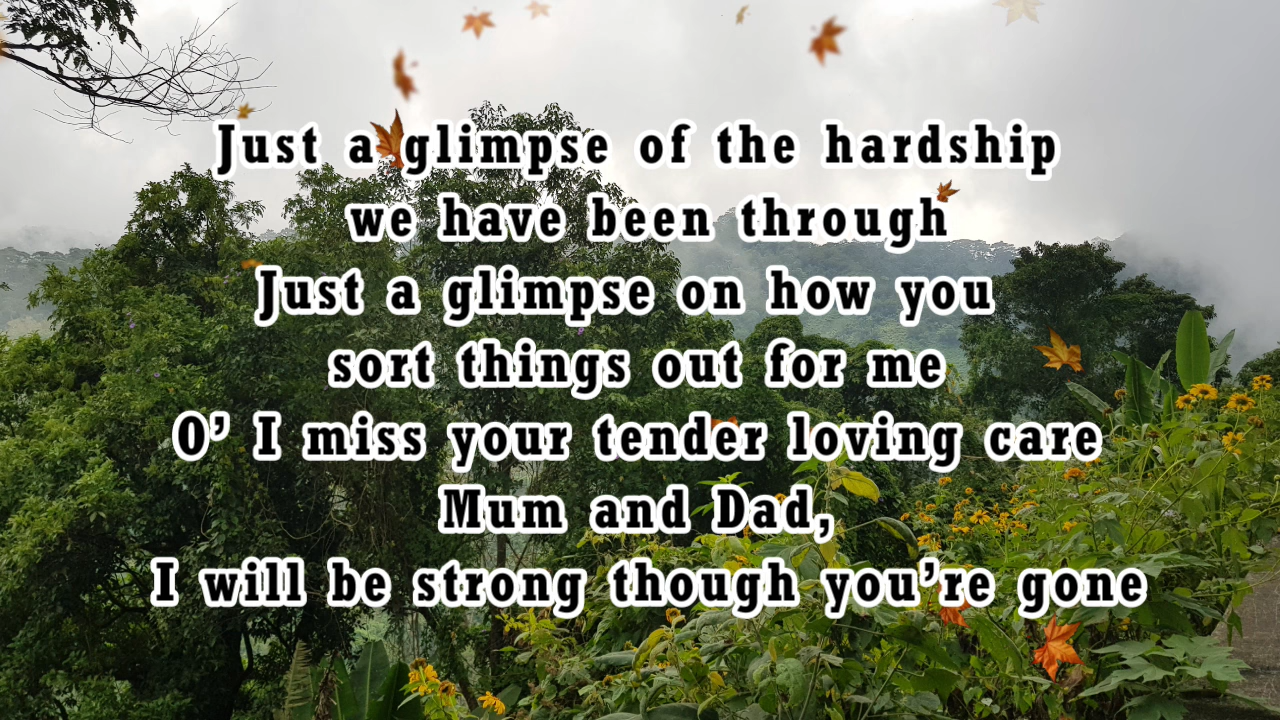 Just a glimpse of the hardship
we have been through
Just a glimpse on how you
sort things out for me
O’ I miss your tender loving care
Mum and Dad,
I will be strong though you’re gone